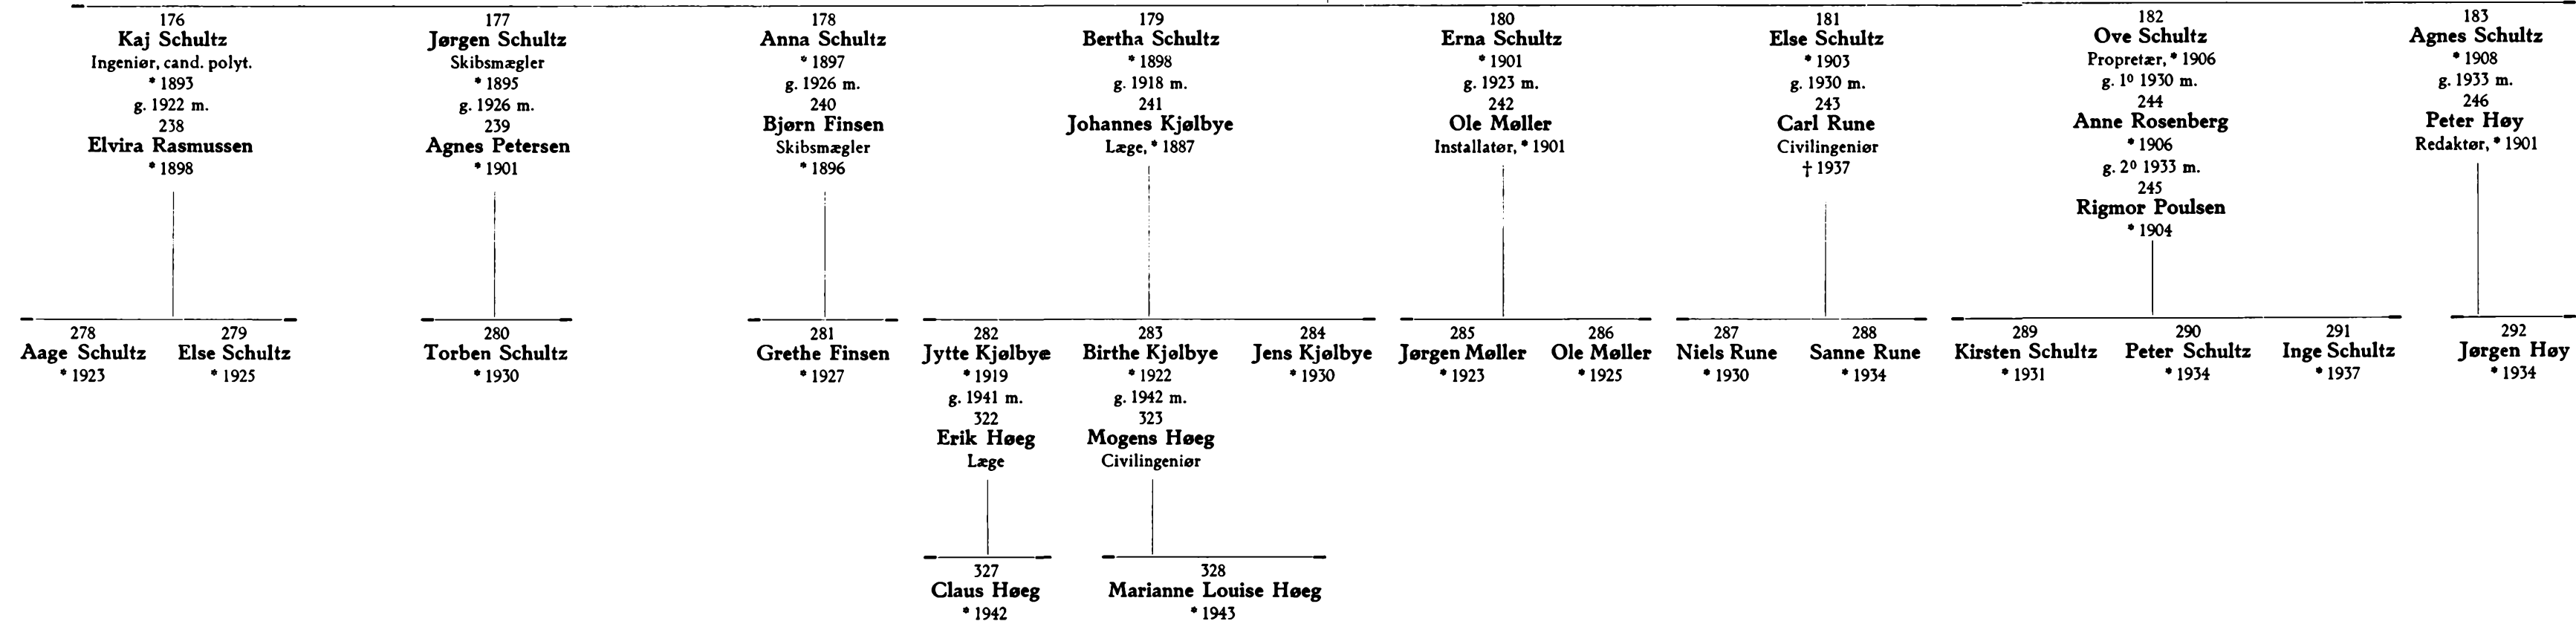 176
Kaj Schultz
Ingeniør, cand. polyt.
* 1893
g. 1922 m.
238
Elvira Rasmussen
* 1898
177
Jørgen Schultz
Skibsmægler
* 1895
g. 1926 m.
239
Agnes Petersen
* 1901
178
Anna Schultz
* 1897
g. 1926 m.
240
Bjørn Finsen
Skibsmægler
* 1896
179
Bertha Schultz
* 1898
g. 1918 m.
241
Johannes Kjølbye
Læge, * 1887
180
Erna Schultz
* 1901
g. 1923 m.
242
Ole Møller
Installatør, * 1901
181
Else Schultz
* 1903
g. 1930 m.
243
Carl Rune
Civilingeniør
† 1937
182
Ove Schultz
Propretær, * 1906
g. 1⁰ 1930 m.
244
Anne Rosenberg
* 1906
g. 2⁰ 1933 m.
245
Rigmor Poulsen
* 1904
183
Agnes Schultz
* 1908
g. 1933 m.
246
Peter Høy
Redaktør, * 1901
278
Aage Schultz
* 1923
279
Else Schultz
* 1925
280
Torben Schultz
* 1930
281
Grethe Finsen
* 1927
282
Jytte Kjølbye
* 1919
g. 1941 m.
322
Erik Høeg
Læge
283
Birthe Kjølbye
* 1922
g. 1942 m.
323
Mogens Høeg
Civilingeniør
284
Jens Kjølbye
* 1930
285
Jørgen Møller
* 1923
286
Ole Møller
* 1925
287
Niels Rune
* 1930
288
Sanne Rune
* 1934
289
Kirsten Schultz
* 1931
290
Peter Schultz
* 1934
291
Inge Schultz
* 1937
292
Jørgen Høy
* 1934
327
Claus Høeg
* 1942
328
Marianne Louise Høeg
* 1943